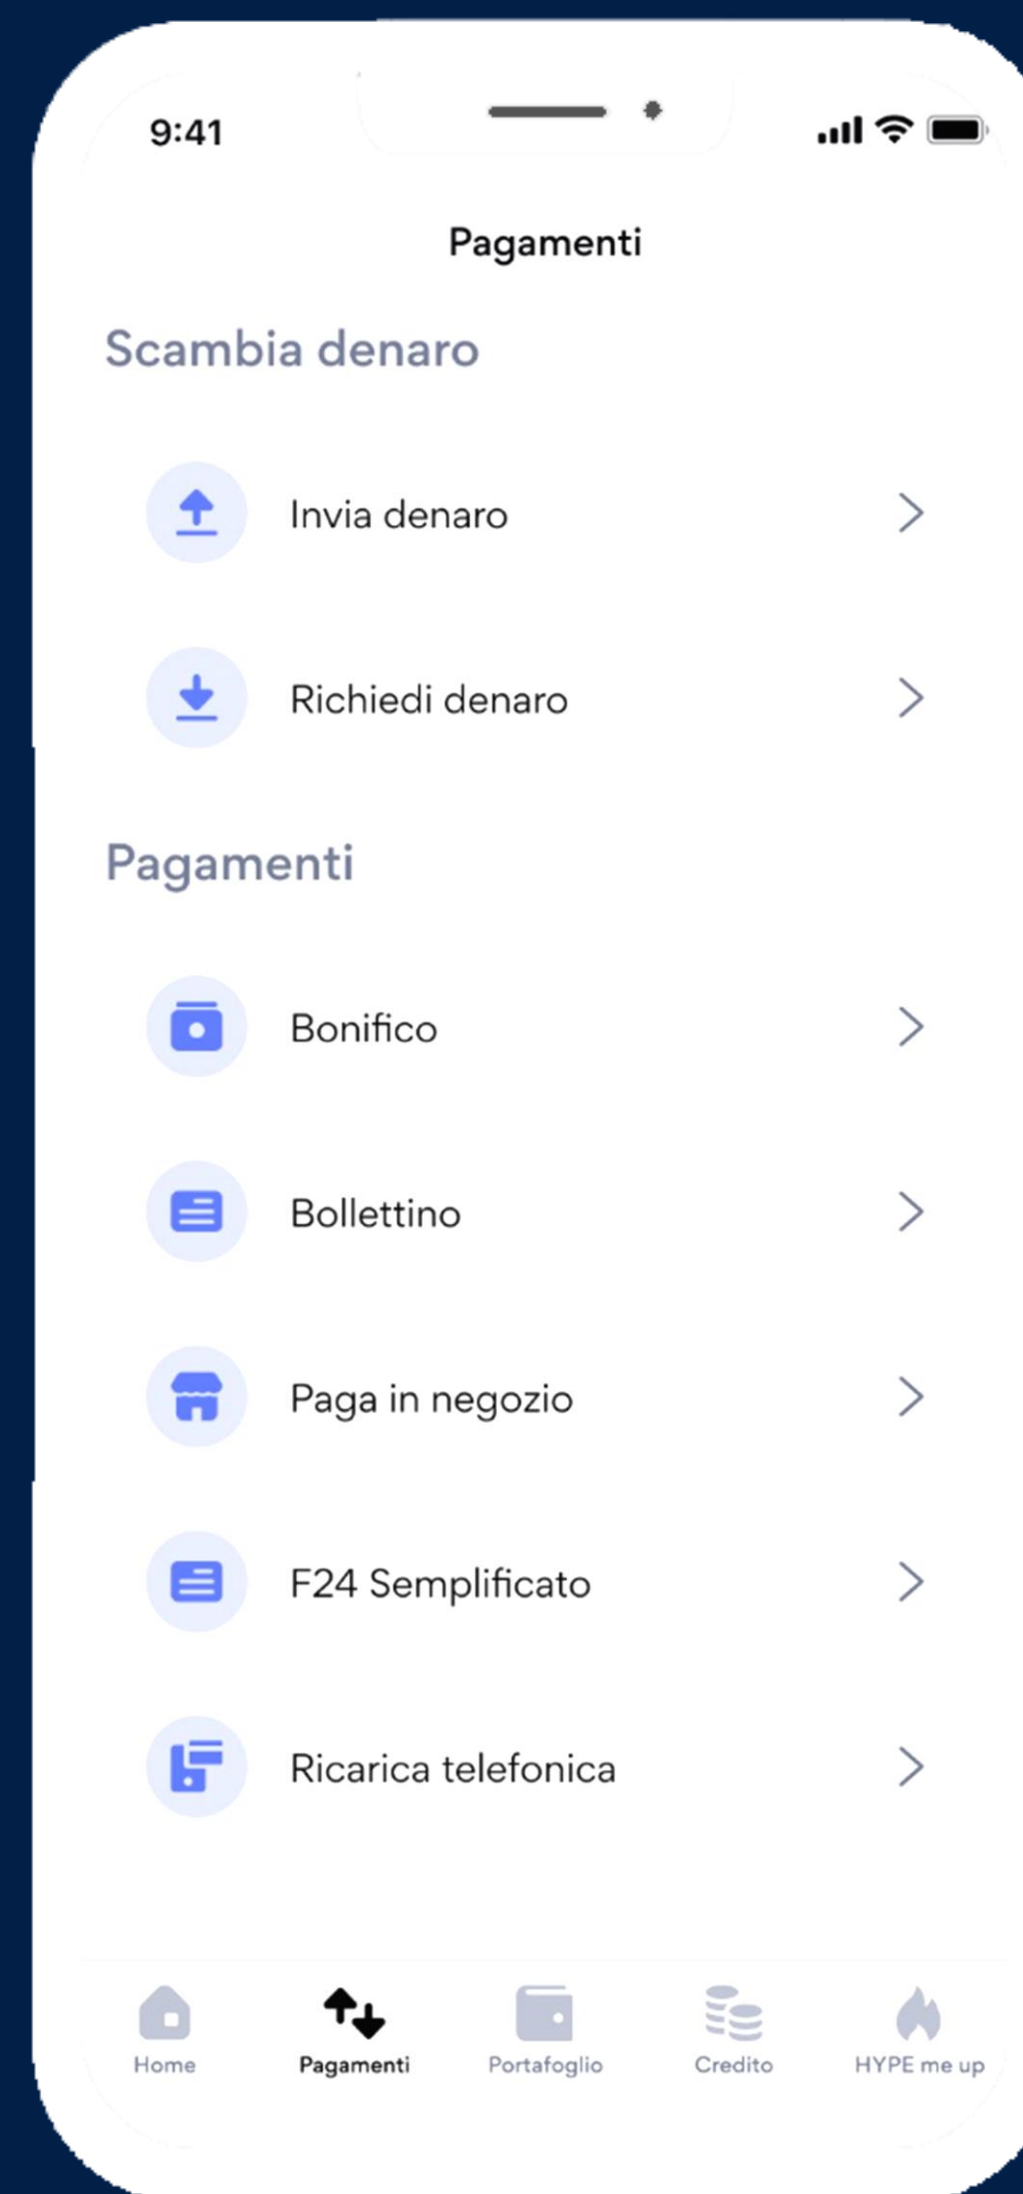 9:41
Pagamenti
Scambia denaro
Invia denaro
Richiedi denaro
Pagamenti
Bonifico
Bollettino
Paga in negozio
F24 Semplificato
Ricarica telefonica
Home Pagamenti Portafoglio Credito HYPE me up